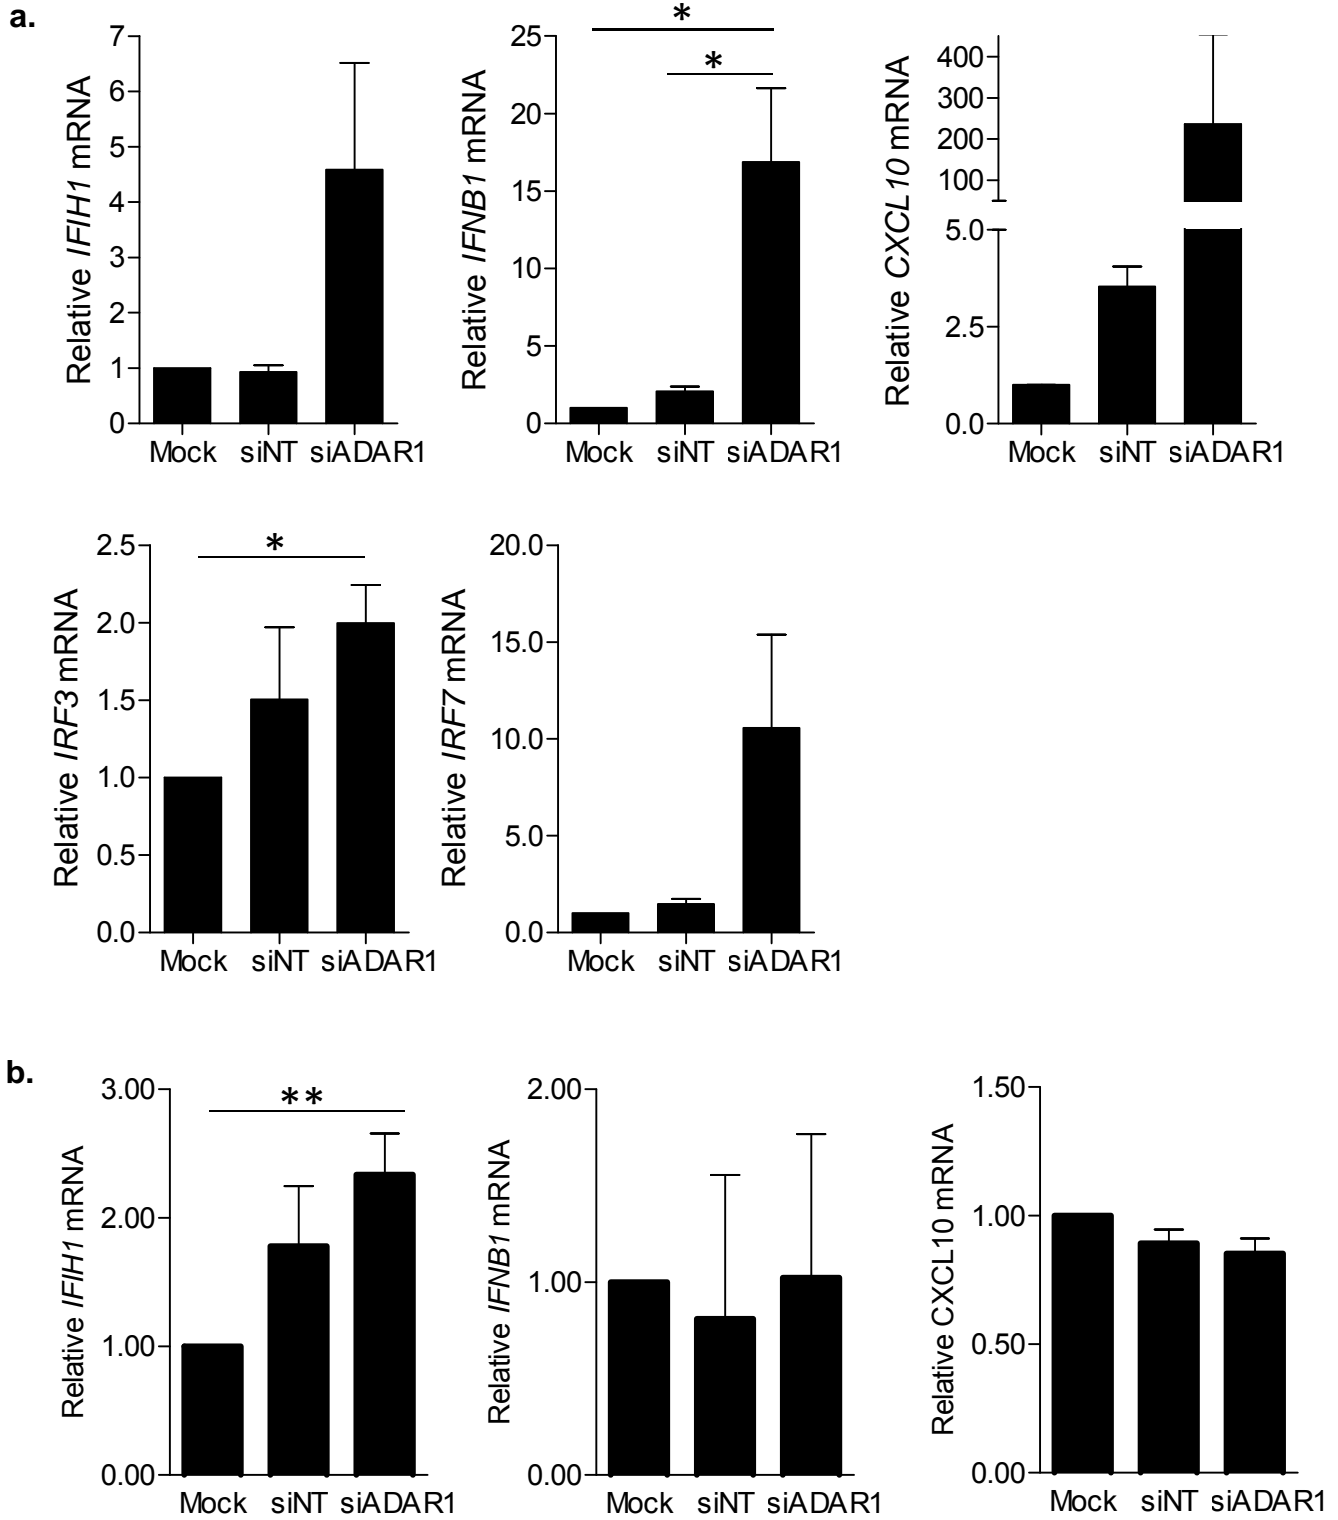 a.
Relative IFIH1 mRNA
7
6
5
4
3
2
1
0
Mock siNT siADAR1
Relative IFNB1 mRNA
25
20
15
10
5
0
*
*
Mock siNT siADAR1
Relative CXCL10 mRNA
400
300
200
100
5.0
2.5
0.0
Mock siNT siADAR1
Relative IRF3 mRNA
2.5
2.0
1.5
1.0
0.5
0.0
*
Mock siNT siADAR1
Relative IRF7 mRNA
20.0
15.0
10.0
5.0
0.0
Mock siNT siADAR1
b.
Relative IFIH1 mRNA
3.00
2.00
1.00
0.00
**
Mock siNT siADAR1
Relative IFNB1 mRNA
2.00
1.00
0.00
Mock siNT siADAR1
Relative CXCL10 mRNA
1.50
1.00
0.50
0.00
Mock siNT siADAR1